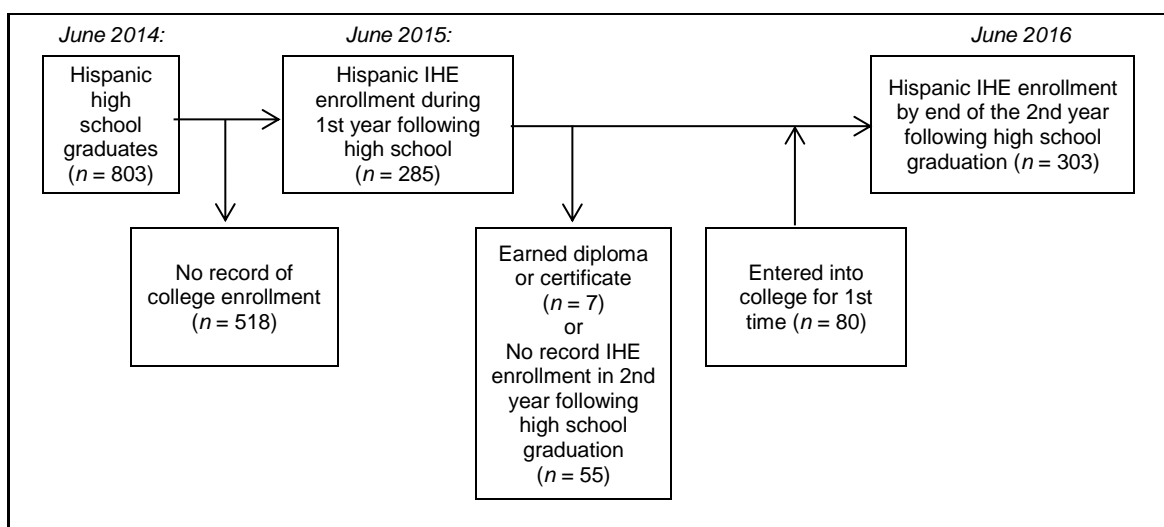 June 2014:
June 2015:
June 2016
Hispanic
high
school
graduates
(n = 803)
Hispanic IHE
enrollment during
1st year following
high school
(n = 285)
Hispanic IHE enrollment
by end of the 2nd year
following high school
graduation (n = 303)
No record of
college enrollment
(n = 518)
Earned diploma
or certificate
(n = 7)
or
No record IHE
enrollment in 2nd
year following
high school
graduation
(n = 55)
Entered into
college for 1st
time (n = 80)